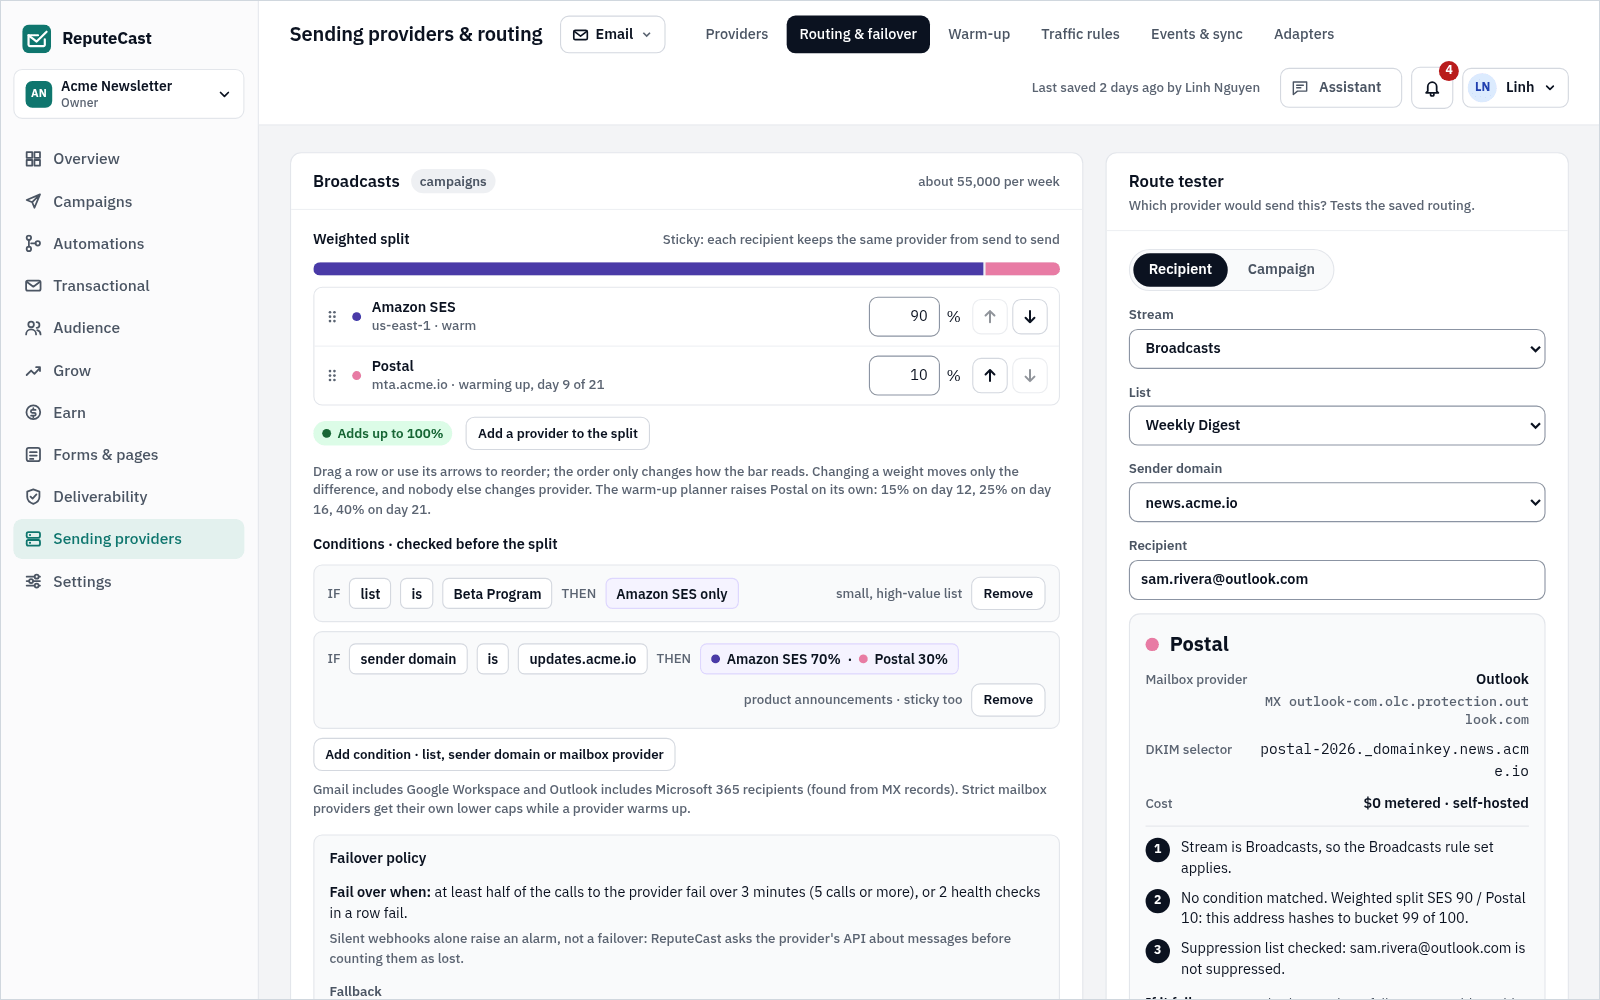 ReputeCast
AN
Acme Newsletter
Owner
Overview
Campaigns
Automations
Transactional
Audience
Grow
Earn
Forms & pages
Deliverability
Sending providers
Settings
Sending providers & routing
Email
Providers
Routing & failover
Warm-up
Traffic rules
Events & sync
Adapters
Last saved 2 days ago by Linh Nguyen
Assistant
4
LN
Linh
Broadcasts
campaigns
about 55,000 per week
Weighted split
Sticky: each recipient keeps the same provider from send to send
Amazon SES
us-east-1 · warm
90 %
Postal
mta.acme.io · warming up, day 9 of 21
10 %
Adds up to 100%
Add a provider to the split
Drag a row or use its arrows to reorder; the order only changes how the bar reads. Changing a weight moves only the
difference, and nobody else changes provider. The warm-up planner raises Postal on its own: 15% on day 12, 25% on day
16, 40% on day 21.
Conditions · checked before the split
IF list is Beta Program THEN Amazon SES only
small, high-value list
Remove
IF sender domain is updates.acme.io THEN Amazon SES 70% · Postal 30%
product announcements · sticky too
Remove
Add condition · list, sender domain or mailbox provider
Gmail includes Google Workspace and Outlook includes Microsoft 365 recipients (found from MX records). Strict mailbox
providers get their own lower caps while a provider warms up.
Failover policy
Fail over when: at least half of the calls to the provider fail over 3 minutes (5 calls or more), or 2 health checks
in a row fail.
Silent webhooks alone raise an alarm, not a failover: ReputeCast asks the provider's API about messages before
counting them as lost.
Fallback
Route tester
Which provider would send this? Tests the saved routing.
Recipient
Campaign
Stream
Broadcasts
List
Weekly Digest
Sender domain
news.acme.io
Recipient
sam.rivera@outlook.com
Postal
Mailbox provider
Outlook
MX outlook-com.olc.protection.out
look.com
DKIM selector
postal-2026._domainkey.news.acm
e.io
Cost
$0 metered · self-hosted
1 Stream is Broadcasts, so the Broadcasts rule set
applies.
2 No condition matched. Weighted split SES 90 / Postal
10: this address hashes to bucket 99 of 100.
3 Suppression list checked: sam.rivera@outlook.com is
not suppressed.